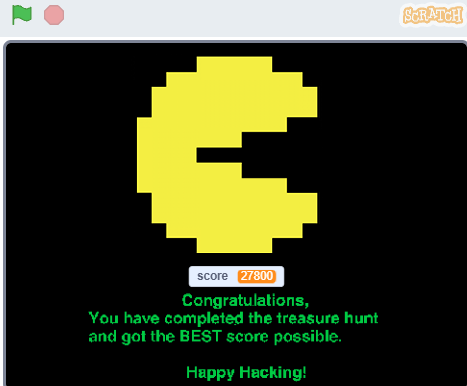 SCRATCH
score 27800
Congratulations,
You have completed the treasure hunt
and got the BEST score possible.
Happy Hacking!